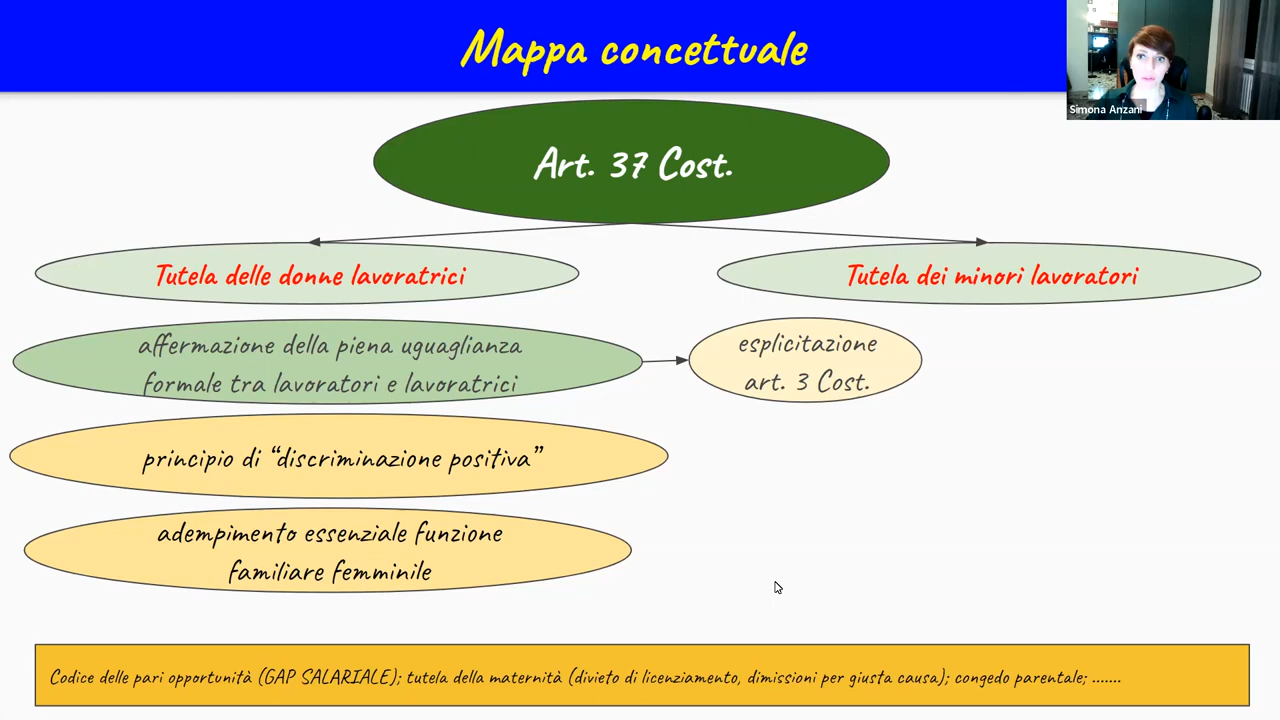 Mappa concettuale
Simona Anzani
Art. 37 Cost.
Tutela delle donne lavoratrici
Tutela dei minori lavoratori
affermazione della piena uguaglianza
formale tra lavoratori e lavoratrici
esplicitazione
art. 3 Cost.
principio di “discriminazione positiva”
adempimento essenziale funzione
familiare femminile
Codice delle pari opportunità (GAP SALARIALE); tutela della maternità (divieto di licenziamento, dimissioni per giusta causa); congedo parentale; .......